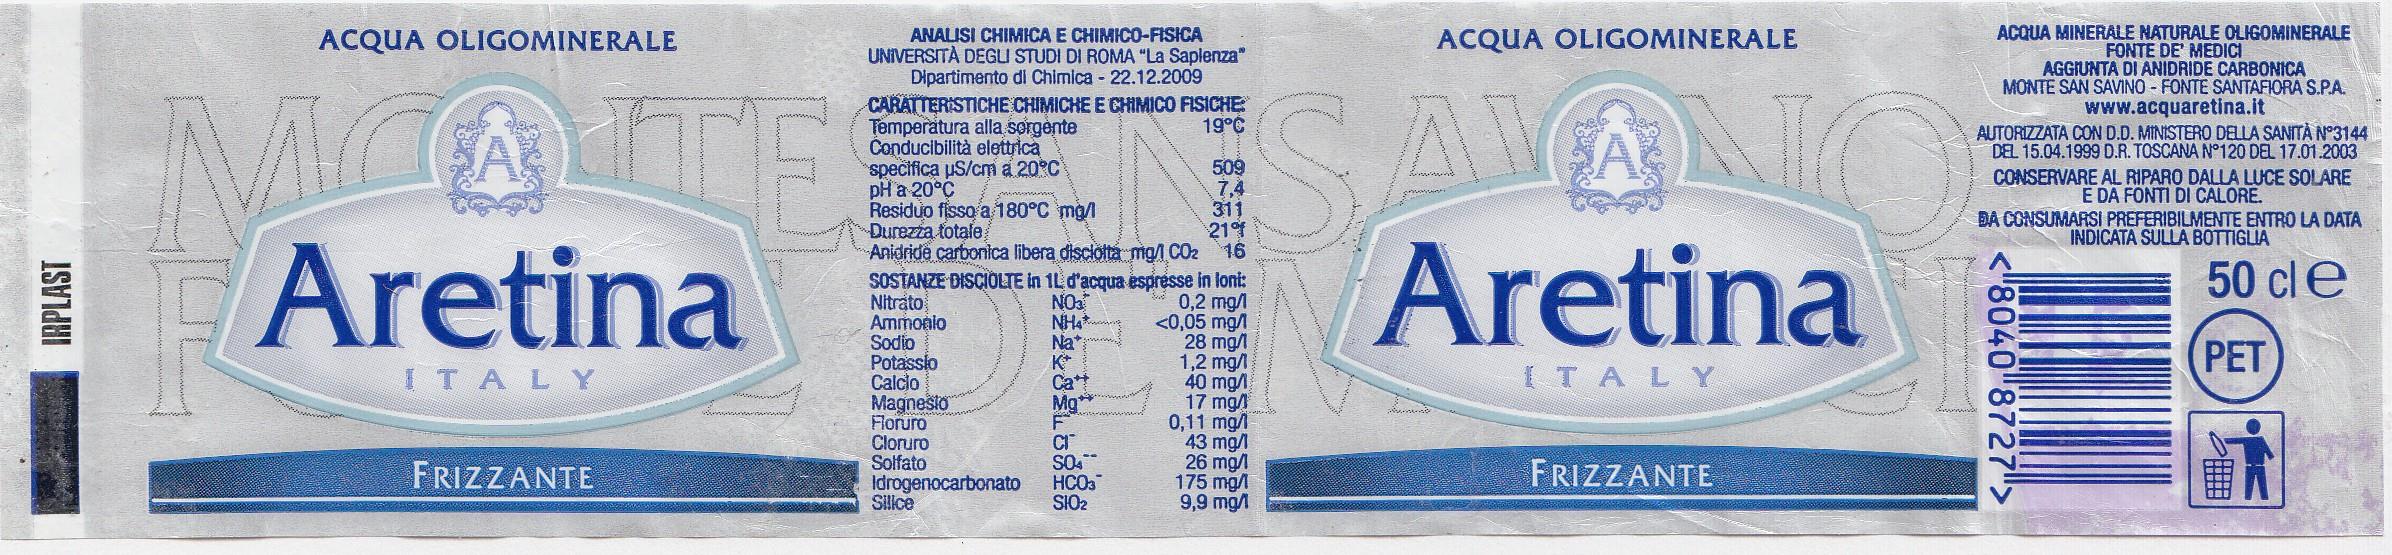 IRPLAST
ACQUA OLIGOMINERALE
A
Aretina
ITALY
FRIZZANTE
MONTE SAN SAVINO
FONTE DE' MEDICI
ANALISI CHIMICA E CHIMICO-FISICA
UNIVERSITÀ DEGLI STUDI DI ROMA "La Sapienza"
Dipartimento di Chimica - 22.12.2009
CARATTERISTICHE CHIMICHE E CHIMICO FISICHE:
Temperatura alla sorgente 19°C
Conducibilità elettrica
specifica µS/cm a 20°C 509
pH a 20°C 7,4
Residuo fisso a 180°C mg/l 311
Durezza totale 21°f
Anidride carbonica libera disciolta mg/l CO₂ 16
SOSTANZE DISCIOLTE in 1L d'acqua espresse in Ioni:
Nitrato NO₃⁻ 0,2 mg/l
Ammonio NH₄⁺ <0,05 mg/l
Sodio Na⁺ 28 mg/l
Potassio K⁺ 1,2 mg/l
Calcio Ca⁺⁺ 40 mg/l
Magnesio Mg⁺⁺ 17 mg/l
Floruro F⁻ 0,11 mg/l
Cloruro Cl⁻ 43 mg/l
Solfato SO₄⁻⁻ 26 mg/l
Idrogenocarbonato HCO₃⁻ 175 mg/l
Silice SIO₂ 9,9 mg/l
ACQUA OLIGOMINERALE
A
Aretina
ITALY
FRIZZANTE
ACQUA MINERALE NATURALE OLIGOMINERALE
FONTE DE' MEDICI
AGGIUNTA DI ANIDRIDE CARBONICA
MONTE SAN SAVINO - FONTE SANTAFIORA S.P.A.
www.acquaretina.it
AUTORIZZATA CON D.D. MINISTERO DELLA SANITÀ N°3144
DEL 15.04.1999 D.R. TOSCANA N°120 DEL 17.01.2003
CONSERVARE AL RIPARO DALLA LUCE SOLARE
E DA FONTI DI CALORE.
DA CONSUMARSI PREFERIBILMENTE ENTRO LA DATA
INDICATA SULLA BOTTIGLIA
<80408727>
50 cl e
PET